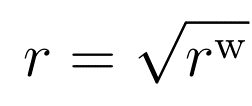 r = √r^w